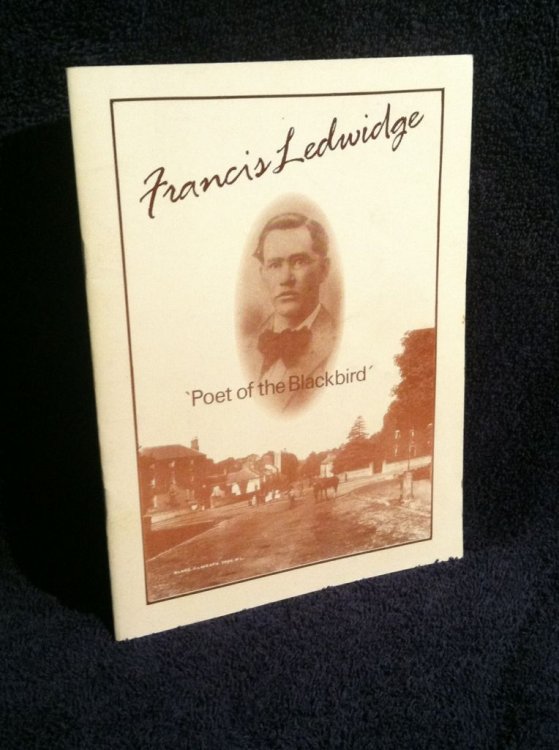 Francis Ledwidge
`Poet of the Blackbird´